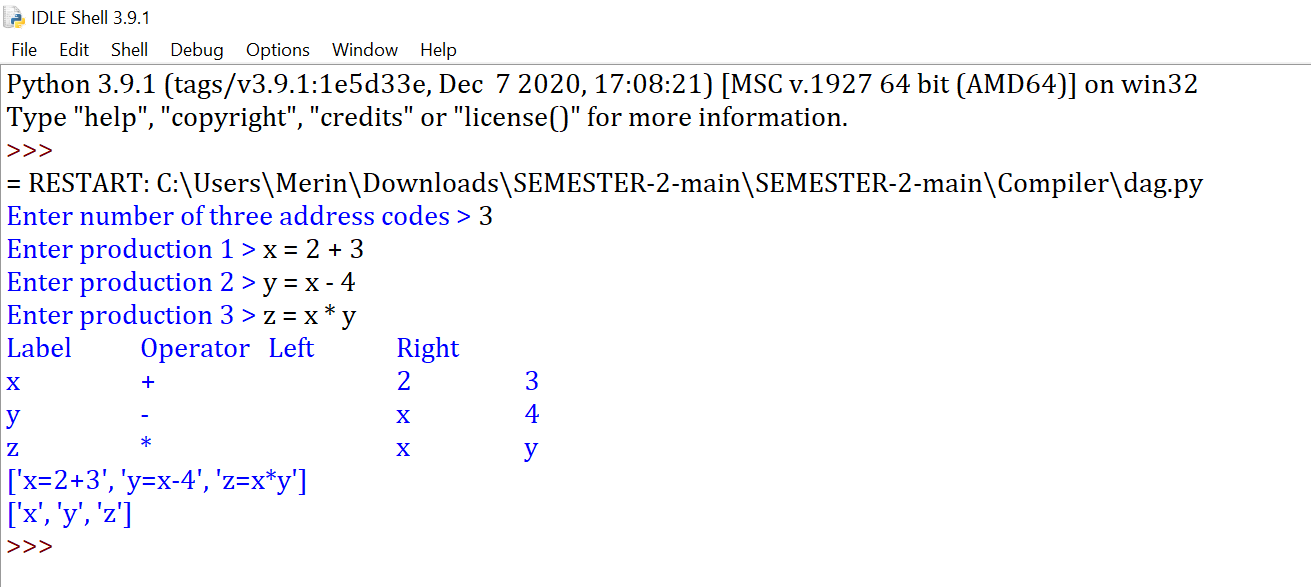 IDLE Shell 3.9.1
File Edit Shell Debug Options Window Help
Python 3.9.1 (tags/v3.9.1:1e5d33e, Dec  7 2020, 17:08:21) [MSC v.1927 64 bit (AMD64)] on win32
Type "help", "copyright", "credits" or "license()" for more information.
>>>
= RESTART: C:\Users\Merin\Downloads\SEMESTER-2-main\SEMESTER-2-main\Compiler\dag.py
Enter number of three address codes > 3
Enter production 1 > x = 2 + 3
Enter production 2 > y = x - 4
Enter production 3 > z = x * y
Label Operator Left Right
x + 2 3
y - x 4
z * x y
['x=2+3', 'y=x-4', 'z=x*y']
['x', 'y', 'z']
>>>